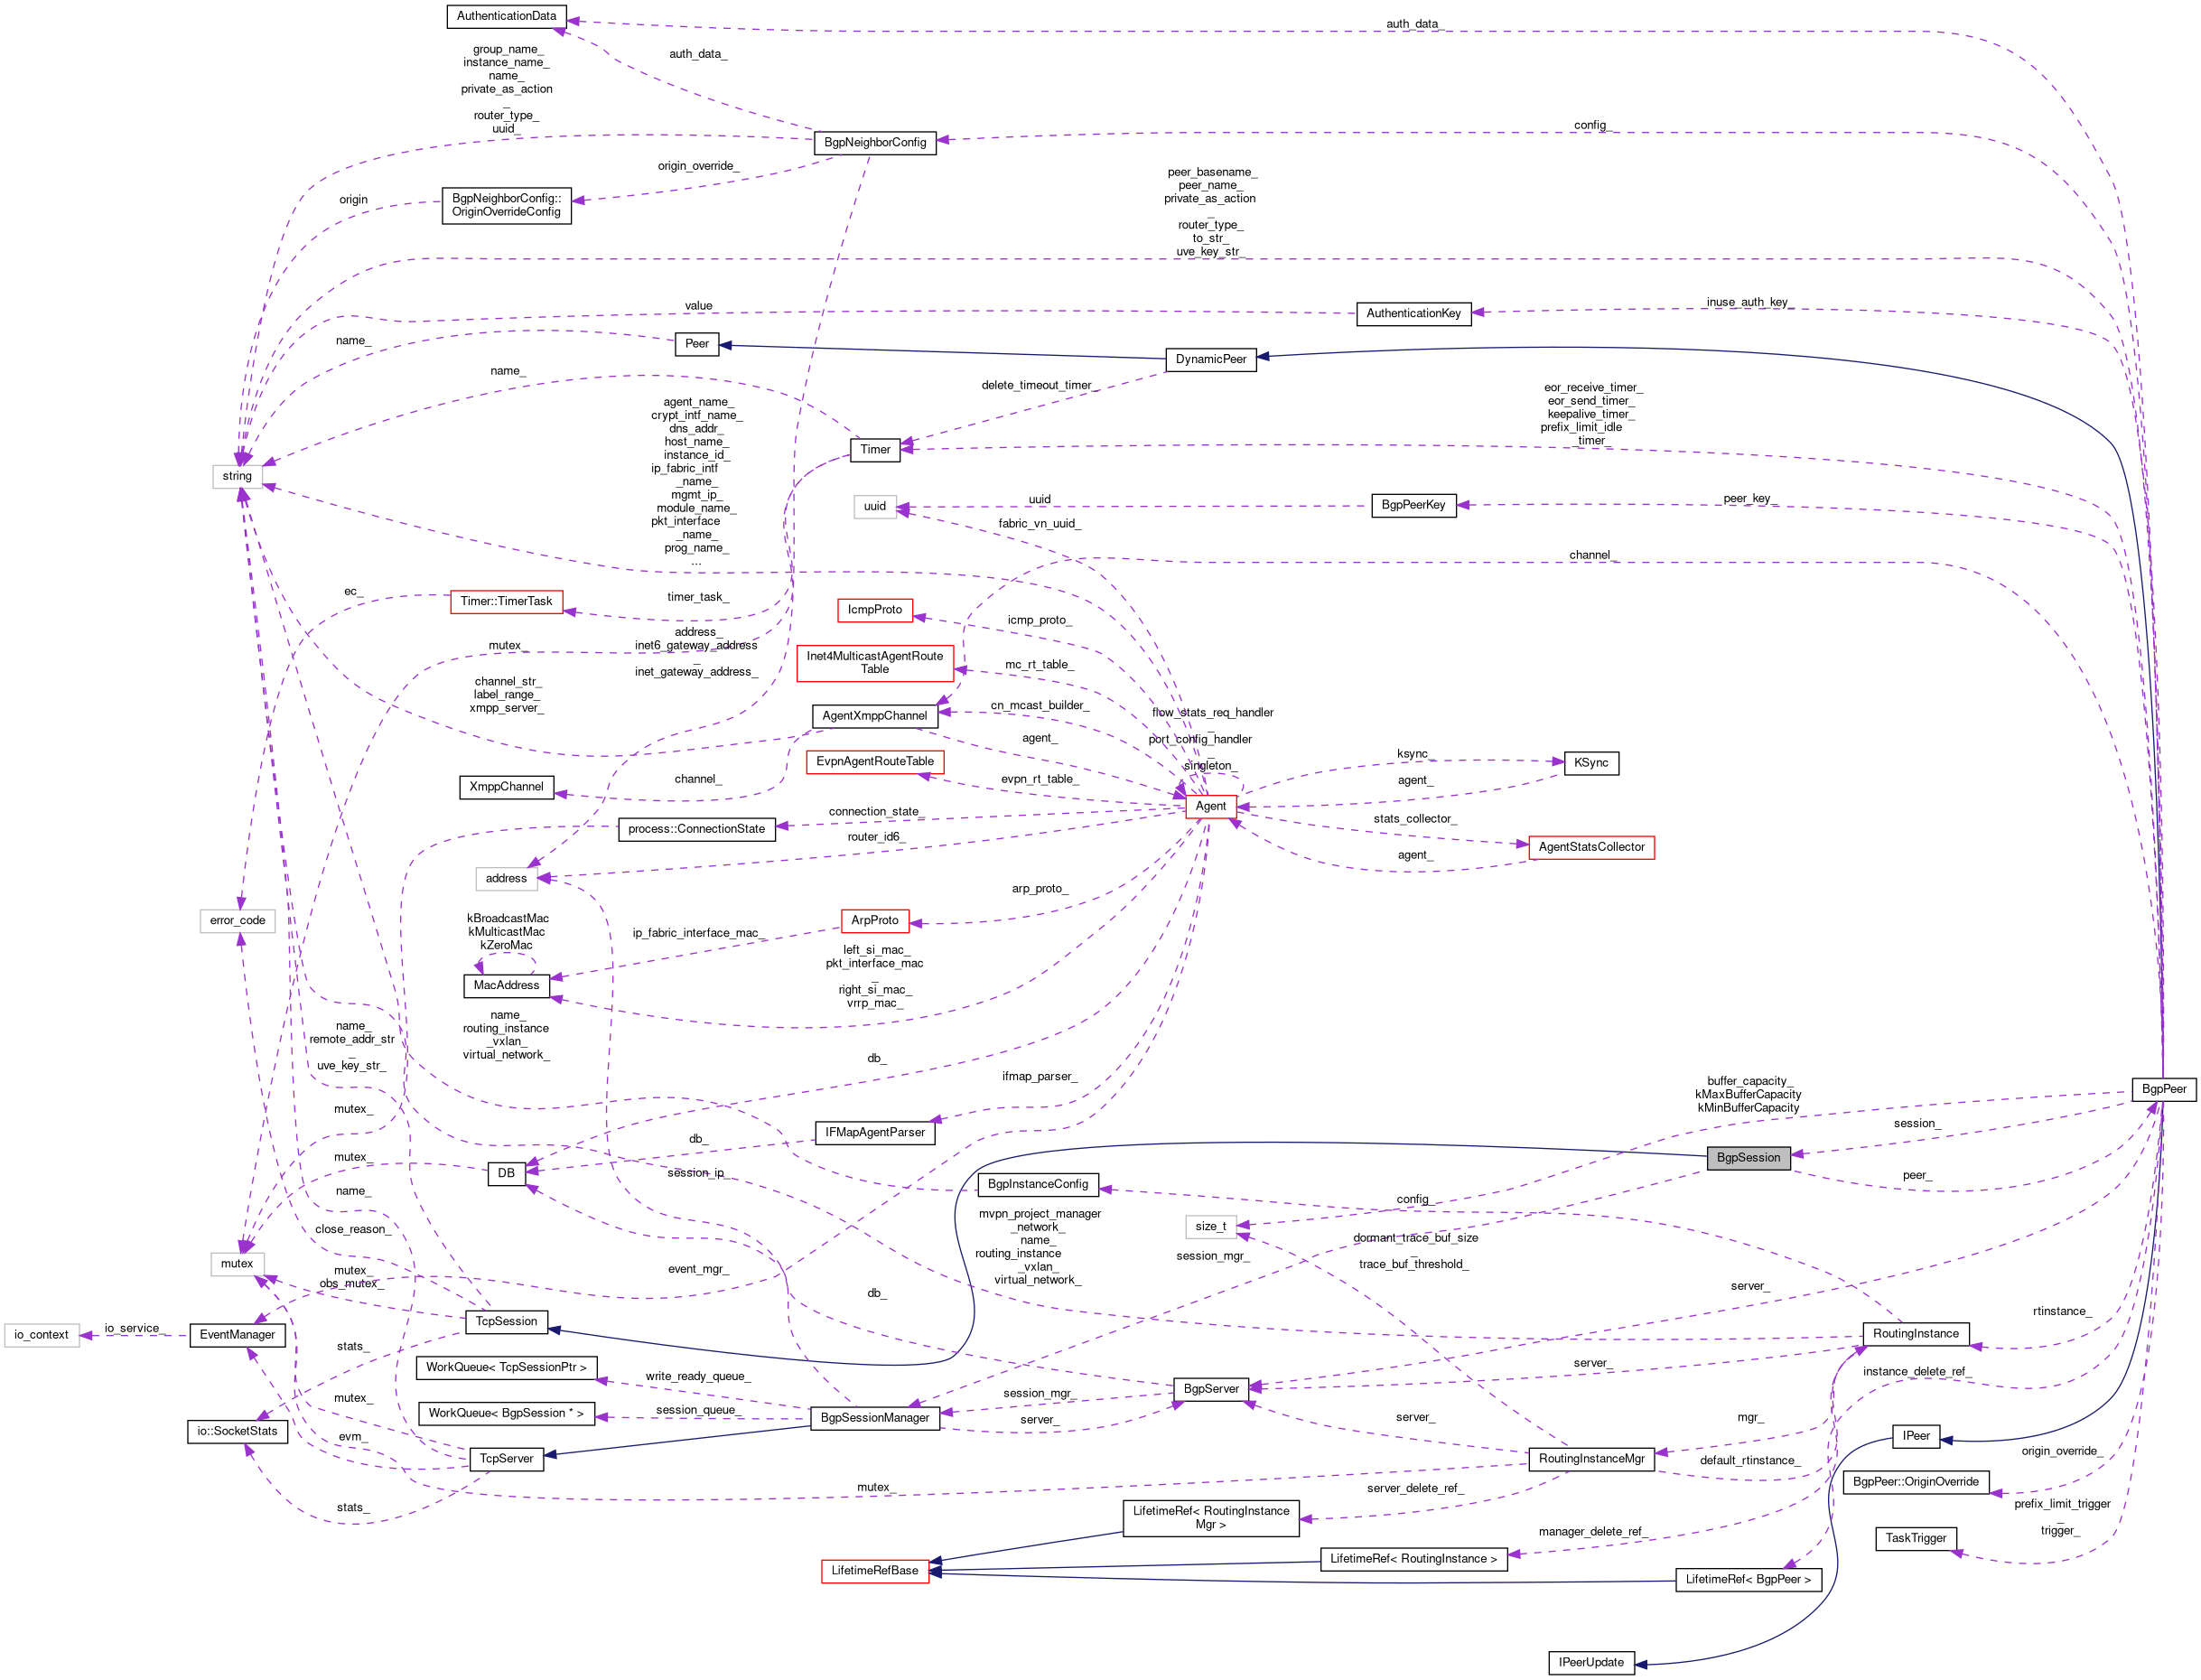 AuthenticationData
auth_data_
group_name_
instance_name_
name_
private_as_action
_
router_type_
uuid_
auth_data_
BgpNeighborConfig
config_
origin_override_
BgpNeighborConfig::
OriginOverrideConfig
origin
peer_basename_
peer_name_
private_as_action
_
router_type_
to_str_
uve_key_str_
value
AuthenticationKey
inuse_auth_key_
name_
Peer
DynamicPeer
name_
delete_timeout_timer_
eor_receive_timer_
eor_send_timer_
keepalive_timer_
prefix_limit_idle
_timer_
agent_name_
crypt_intf_name_
dns_addr_
host_name_
instance_id_
ip_fabric_intf
_name_
mgmt_ip_
module_name_
pkt_interface
_name_
prog_name_
...
Timer
string
uuid
uuid
BgpPeerKey
peer_key_
fabric_vn_uuid_
channel_
ec_
Timer::TimerTask
timer_task_
IcmpProto
icmp_proto_
mutex_
address_
inet6_gateway_address
_
inet_gateway_address_
Inet4MulticastAgentRoute
Table
mc_rt_table_
channel_str_
label_range_
xmpp_server_
AgentXmppChannel
cn_mcast_builder_
flow_stats_req_handler
_
port_config_handler
_
singleton_
agent_
EvpnAgentRouteTable
evpn_rt_table_
XmppChannel
channel_
Agent
ksync_
KSync
agent_
process::ConnectionState
connection_state_
router_id6_
stats_collector_
AgentStatsCollector
agent_
address
arp_proto_
error_code
kBroadcastMac
kMulticastMac
kZeroMac
ip_fabric_interface_mac_
ArpProto
MacAddress
left_si_mac_
pkt_interface_mac
_
right_si_mac_
vrrp_mac_
name_
routing_instance
_vxlan_
virtual_network_
name_
remote_addr_str
_
uve_key_str_
db_
ifmap_parser_
buffer_capacity_
kMaxBufferCapacity
kMinBufferCapacity
BgpPeer
mutex_
IFMapAgentParser
db_
session_
mutex_
DB
session_ip_
BgpSession
peer_
BgpInstanceConfig
config_
name_
close_reason_
mvpn_project_manager
_network_
name_
routing_instance
_vxlan_
virtual_network_
size_t
session_mgr_
dormant_trace_buf_size
_
trace_buf_threshold_
mutex
mutex_
obs_mutex_
event_mgr_
db_
server_
rtinstance_
io_context
io_service_
EventManager
TcpSession
RoutingInstance
stats_
WorkQueue< TcpSessionPtr >
write_ready_queue_
server_
instance_delete_ref_
BgpServer
session_mgr_
WorkQueue< BgpSession * >
session_queue_
BgpSessionManager
server_
mutex_
io::SocketStats
evm_
TcpServer
server_
mgr_
IPeer
RoutingInstanceMgr
default_rtinstance_
origin_override_
BgpPeer::OriginOverride
stats_
mutex_
server_delete_ref_
LifetimeRef< RoutingInstance
Mgr >
manager_delete_ref_
prefix_limit_trigger
_
trigger_
TaskTrigger
LifetimeRefBase
LifetimeRef< RoutingInstance >
LifetimeRef< BgpPeer >
IPeerUpdate